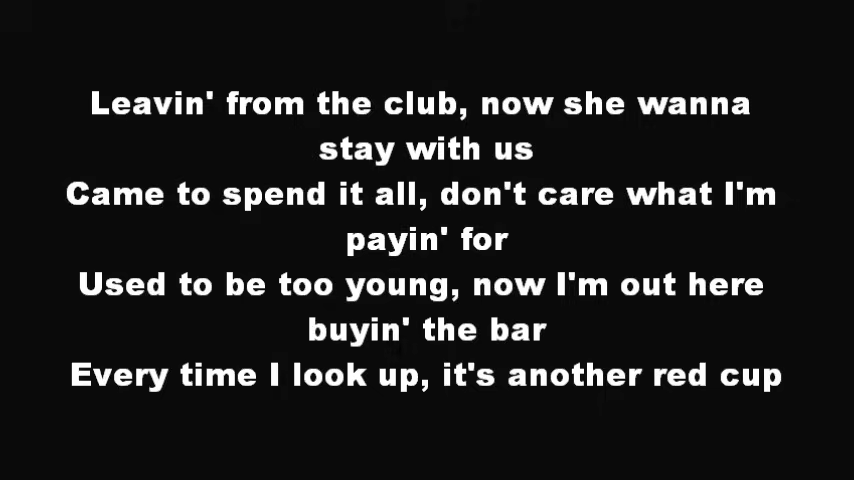 Leavin' from the club, now she wanna
stay with us
Came to spend it all, don't care what I'm
payin' for
Used to be too young, now I'm out here
buyin' the bar
Every time I look up, it's another red cup